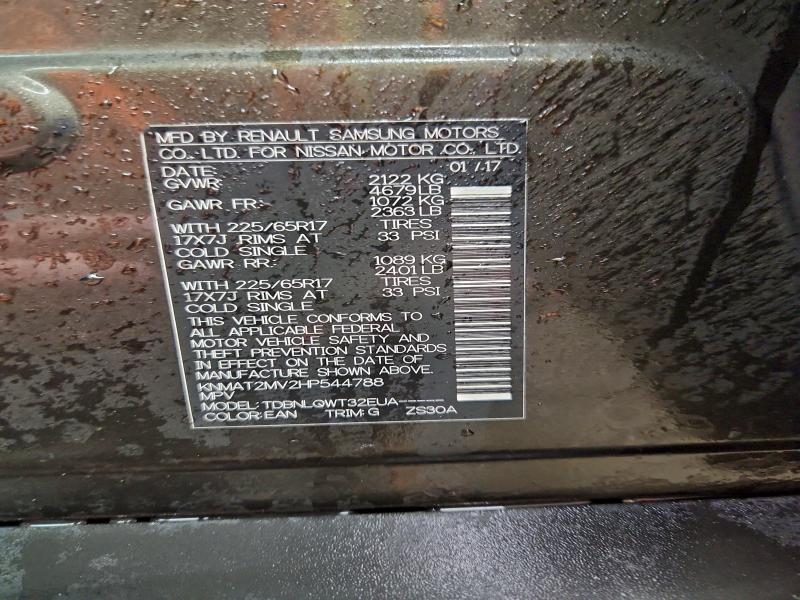 MFD BY RENAULT SAMSUNG MOTORS
CO., LTD. FOR NISSAN MOTOR CO., LTD
DATE: 01 / 17
GVWR: 2122 KG
4679 LB
GAWR FR: 1072 KG
2363 LB
WITH 225/65R17 TIRES
17X7J RIMS AT 33 PSI
COLD SINGLE
GAWR RR: 1089 KG
2401 LB
WITH 225/65R17 TIRES
17X7J RIMS AT 33 PSI
COLD SINGLE
THIS VEHICLE CONFORMS TO
ALL APPLICABLE FEDERAL
MOTOR VEHICLE SAFETY AND
THEFT PREVENTION STANDARDS
IN EFFECT ON THE DATE OF
MANUFACTURE SHOWN ABOVE.
KNMAT2MV2HP544788
MPV
MODEL: TDBNLQWT32EUA-----
COLOR: EAN TRIM: G ZS30A